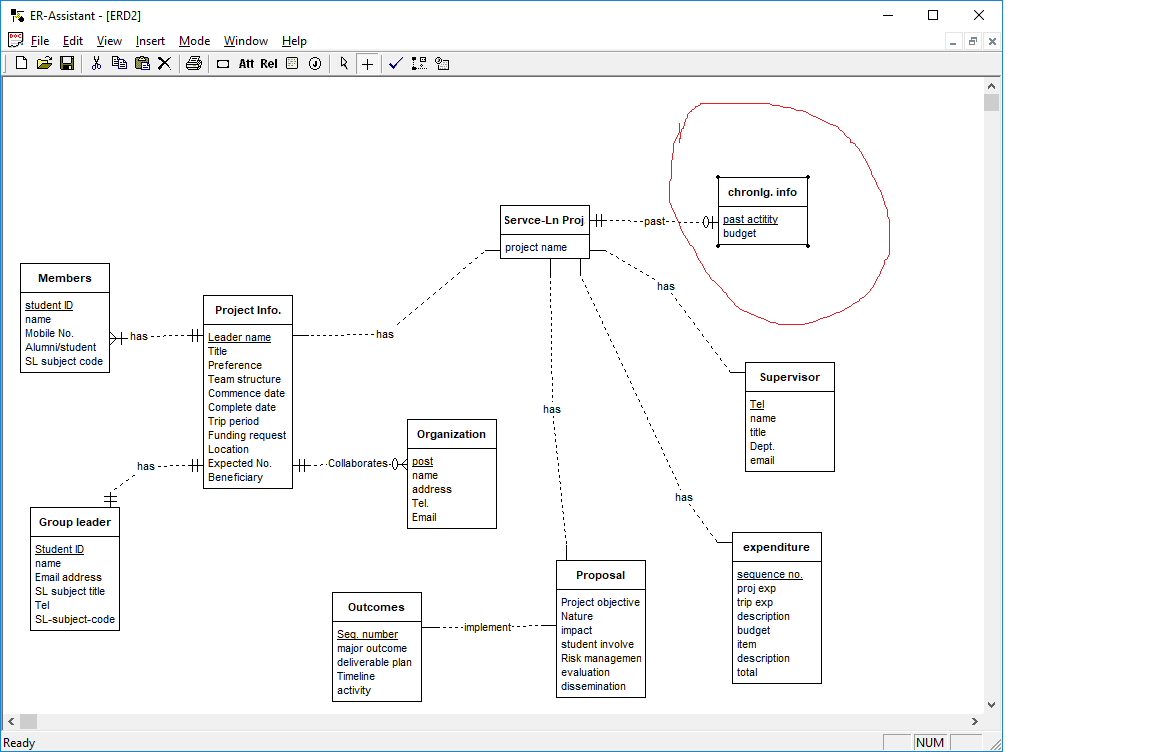 ER-Assistant - [ERD2]
File Edit View Insert Mode Window Help
Att Rel
chronlg. info
past actitity
budget
past
Servce-Ln Proj
project name
has
Members
student ID
name
Mobile No.
Alumni/student
SL subject code
has
Project Info.
Leader name
Title
Preference
Team structure
Commence date
Complete date
Trip period
Funding request
Location
Expected No.
Beneficiary
has
Supervisor
Tel
name
title
Dept.
email
has
Organization
post
name
address
Tel.
Email
Collaborates
has
has
Group leader
Student ID
name
Email address
SL subject title
Tel
SL-subject-code
has
expenditure
sequence no.
proj exp
trip exp
description
budget
item
description
total
Proposal
Project objective
Nature
impact
student involve
Risk managemen
evaluation
dissemination
Outcomes
Seq. number
major outcome
deliverable plan
Timeline
activity
implement
Ready
NUM